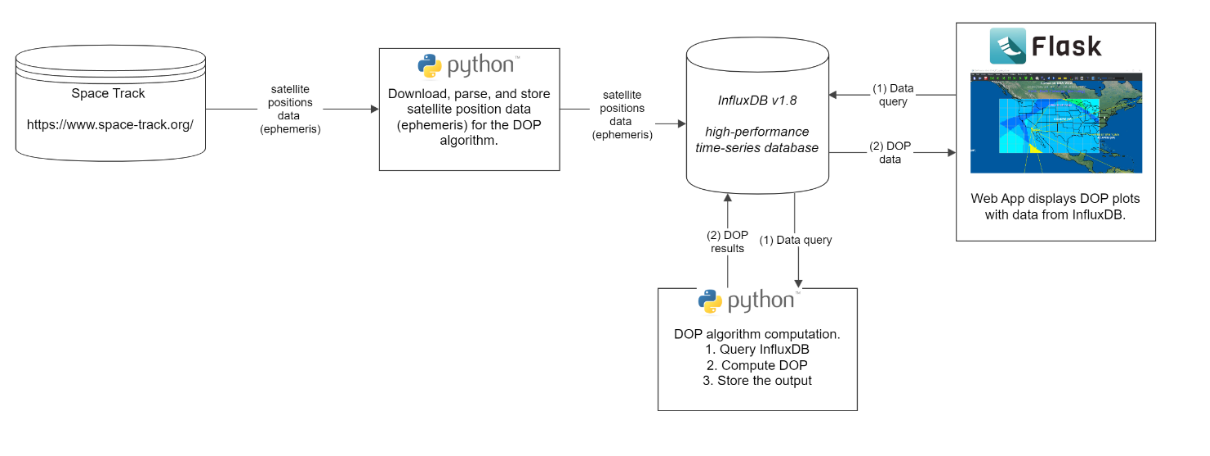 Space Track
https://www.space-track.org/
satellite
positions
data
(ephemeris)
python™
Download, parse, and store
satellite position data
(ephemeris) for the DOP
algorithm.
satellite
positions
data
(ephemeris)
InfluxDB v1.8
high-performance
time-series database
(1) Data
query
(2) DOP
data
Flask
Web App displays DOP plots
with data from InfluxDB.
(2) DOP
results
(1) Data query
python™
DOP algorithm computation.
1. Query InfluxDB
2. Compute DOP
3. Store the output